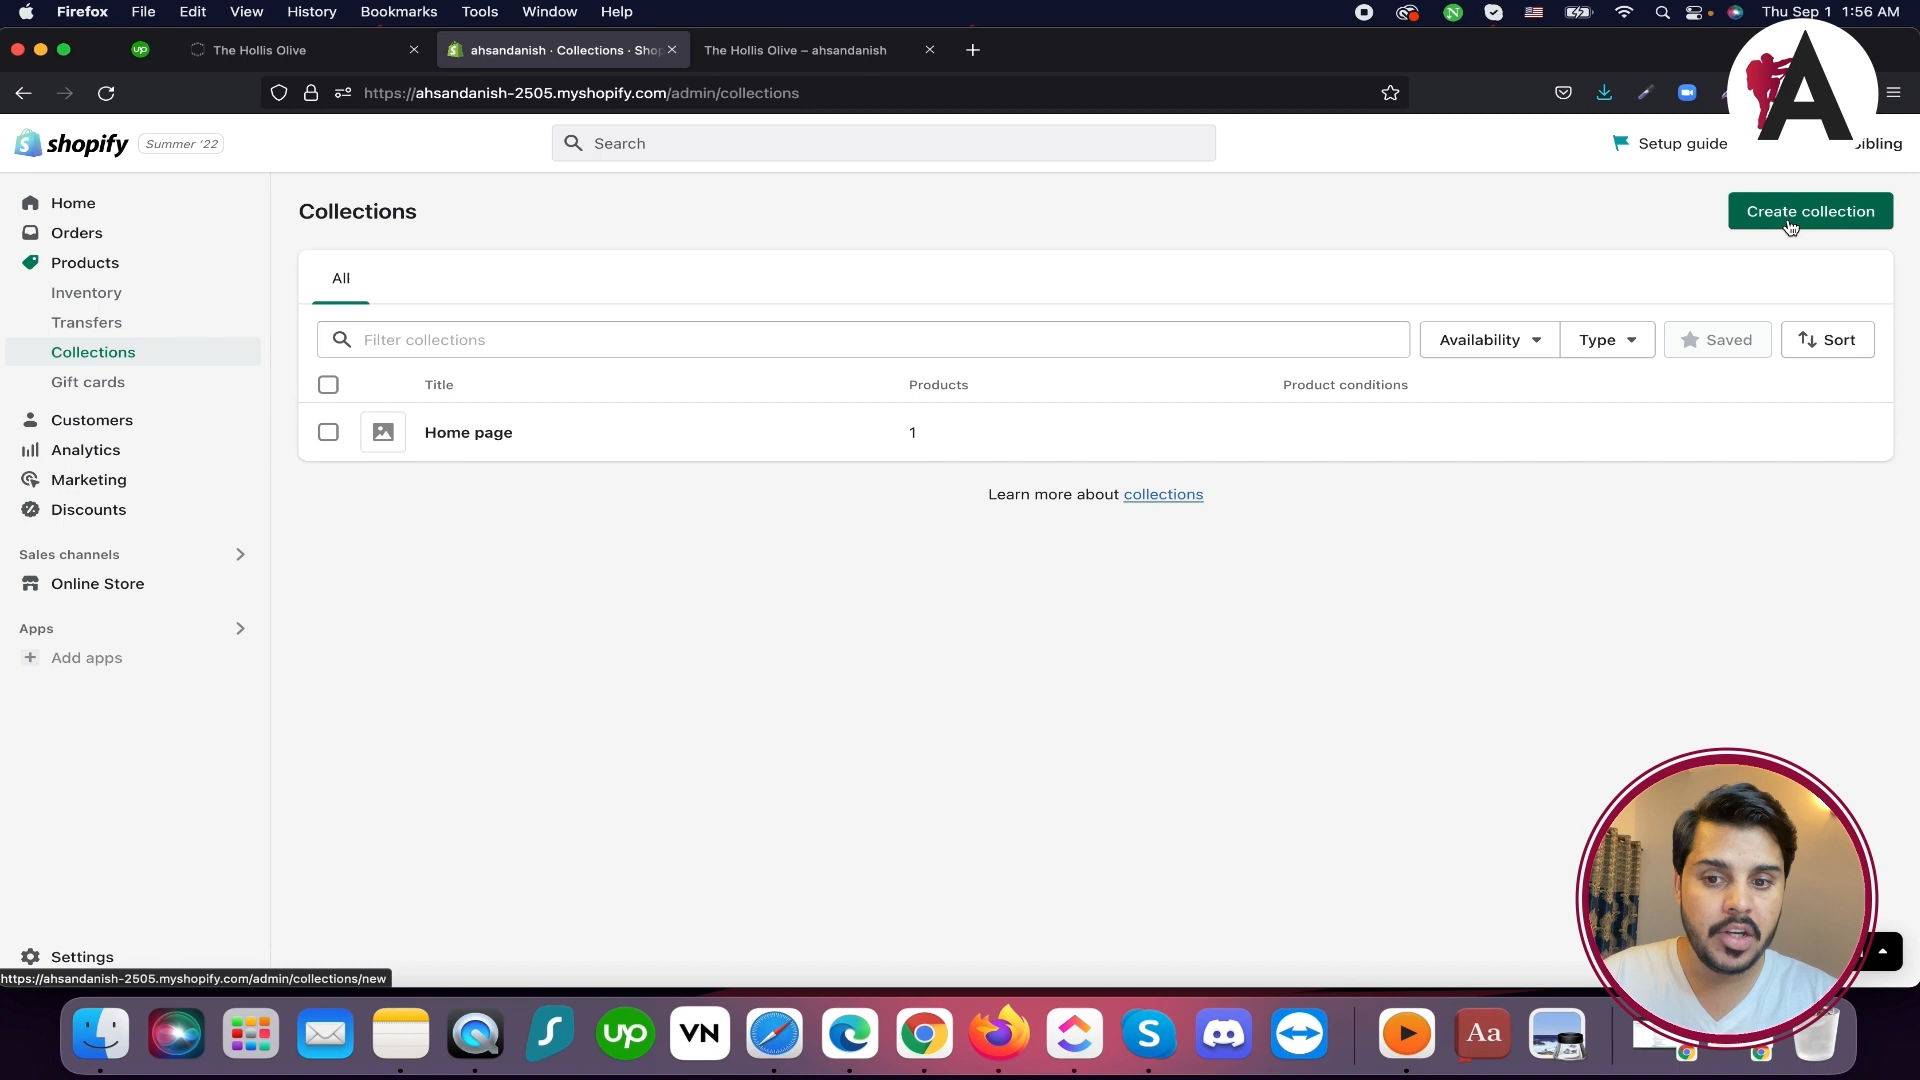 Firefox File Edit View History Bookmarks Tools Window Help Thu Sep 1 1:56 AM
up The Hollis Olive ahsandanish · Collections · Shop The Hollis Olive – ahsandanish
https://ahsandanish-2505.myshopify.com/admin/collections
shopify Summer '22 Search Setup guide
Home
Orders
Products
Inventory
Transfers
Collections
Gift cards
Customers
Analytics
Marketing
Discounts
Sales channels
Online Store
Apps
Add apps
Settings
https://ahsandanish-2505.myshopify.com/admin/collections/new
Collections Create collection
All
Filter collections Availability Type Saved Sort
Title Products Product conditions
Home page 1
Learn more about collections
A
up VN S Aa